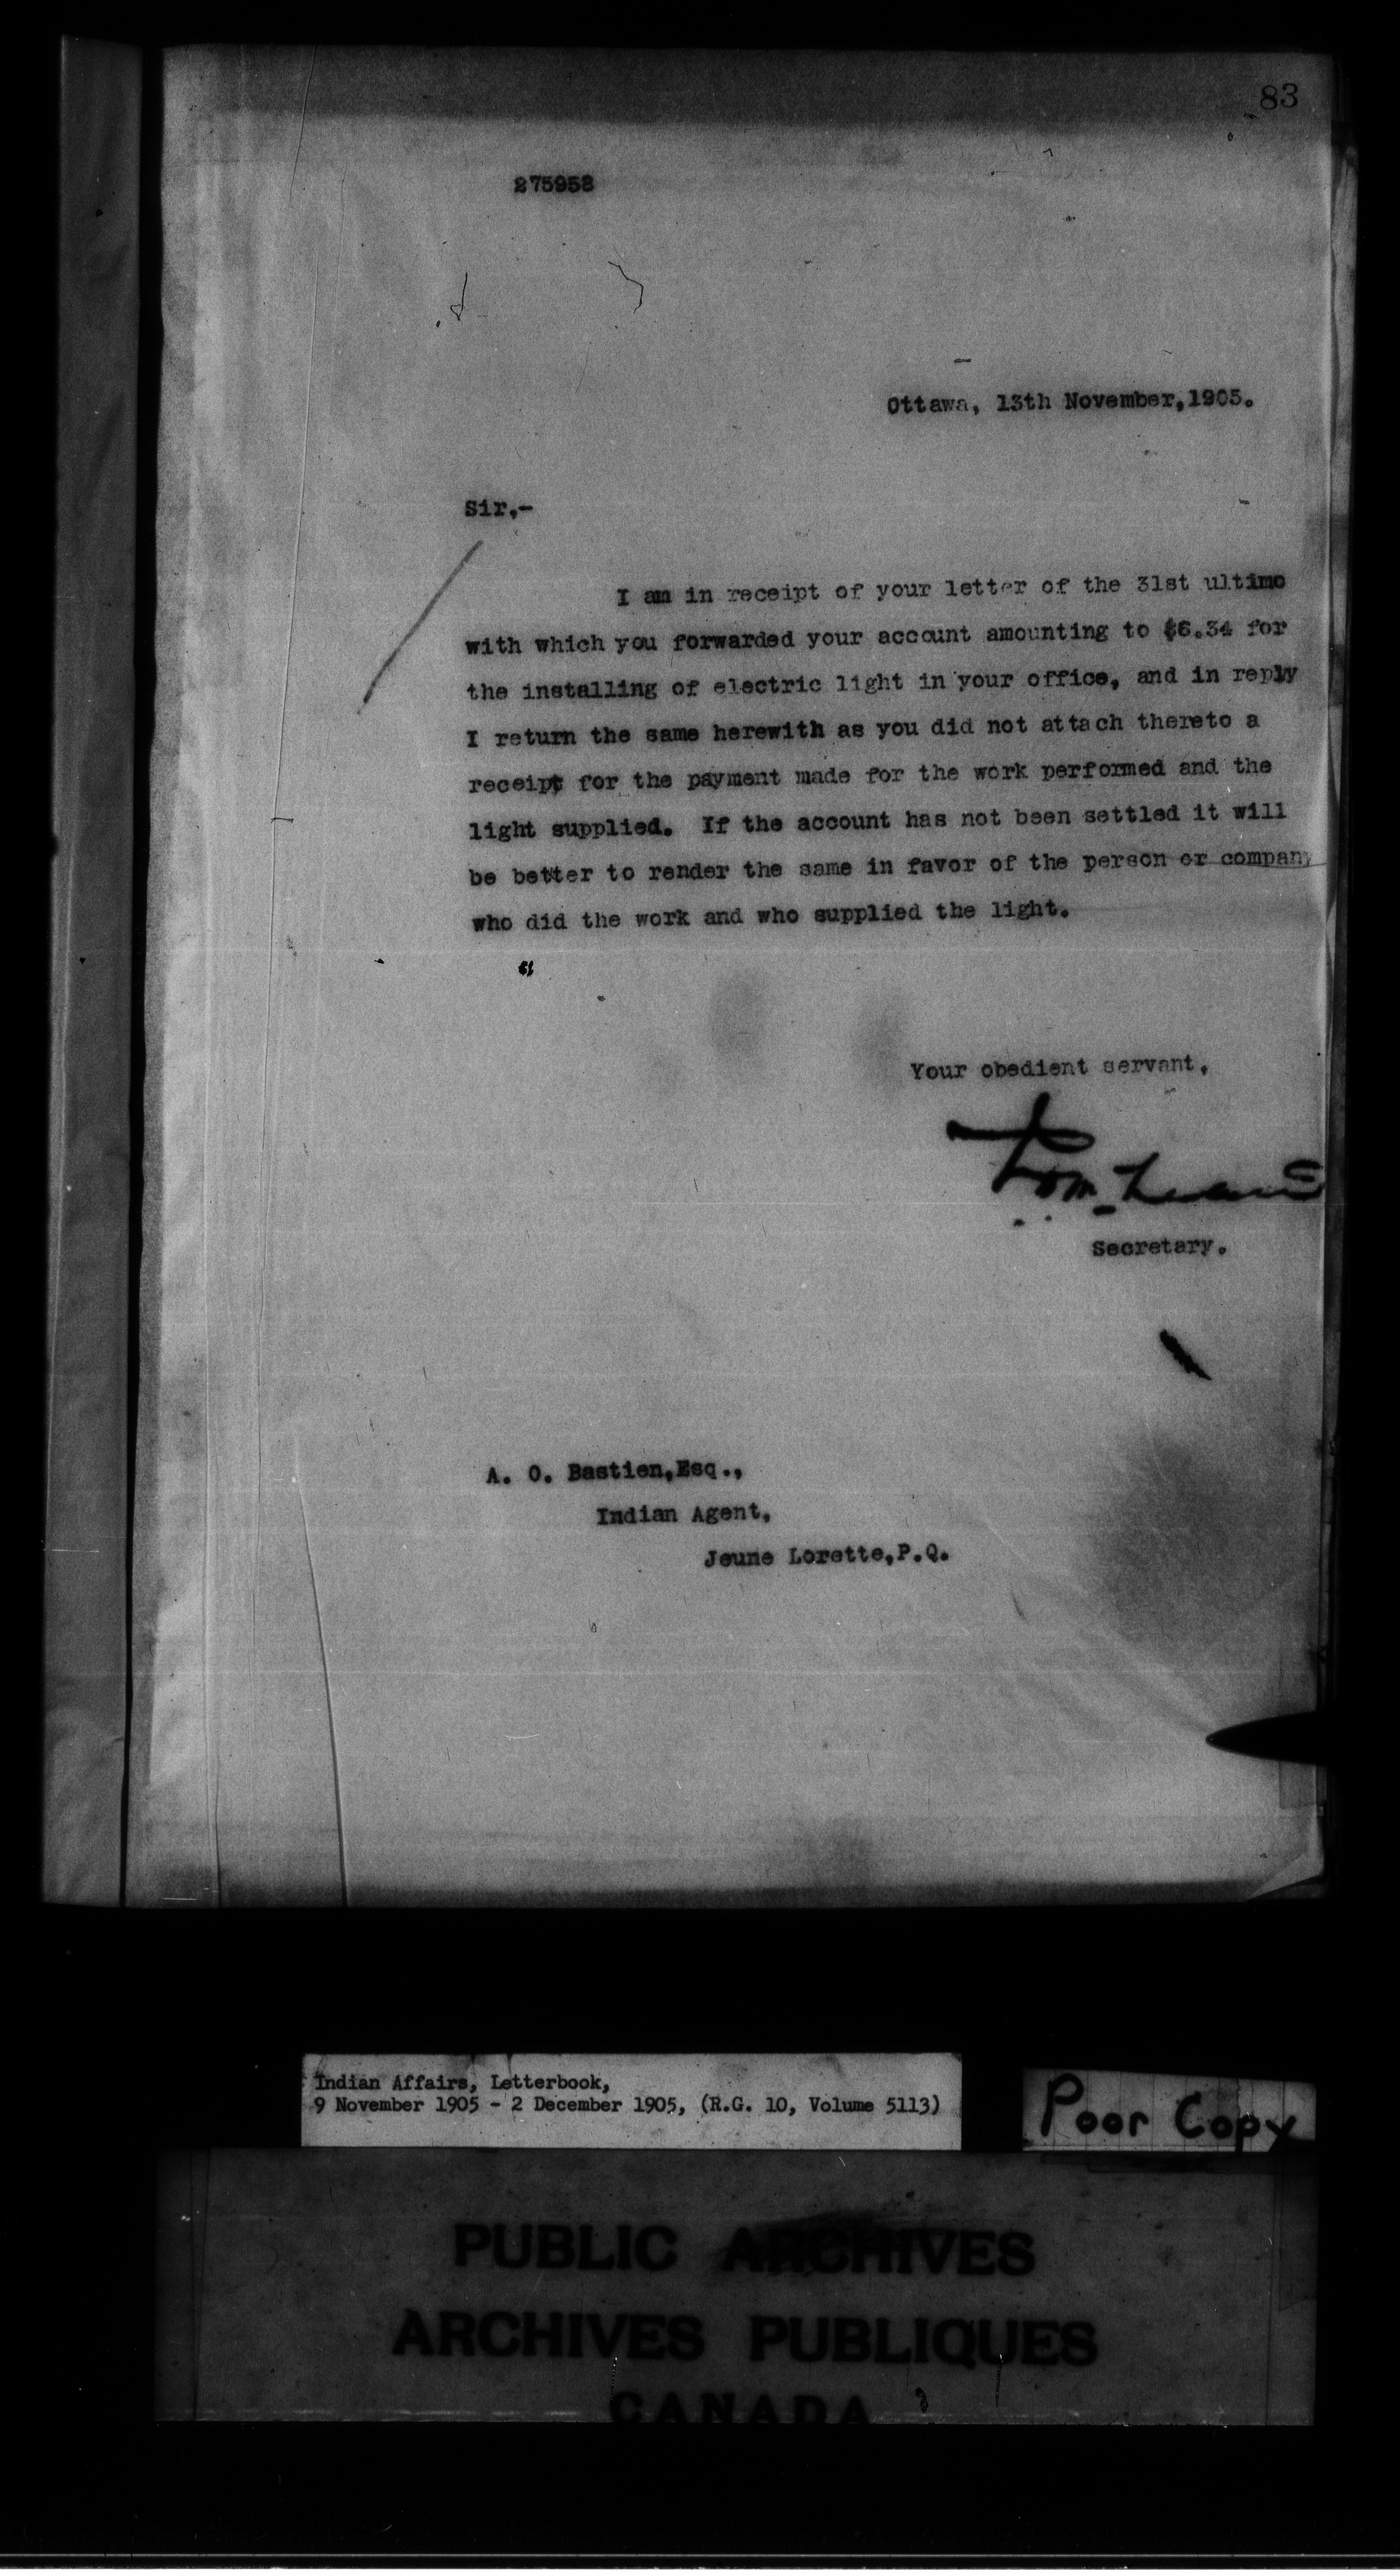 83
275958
Ottawa, 13th November, 1905.
Sir,-
I am in receipt of your letter of the 31st ultimo
with which you forwarded your account amounting to $6.34 for
the installing of electric light in your office, and in reply
I return the same herewith as you did not attach thereto a
receipt for the payment made for the work performed and the
light supplied. If the account has not been settled it will
be better to render the same in favor of the person or company
who did the work and who supplied the light.
Your obedient servant,
Secretary.
A. O. Bastien, Esq.,
Indian Agent,
Jeune Lorette, P.Q.
Indian Affairs, Letterbook,
9 November 1905 - 2 December 1905, (R.G. 10, Volume 5113)
Poor Copy
PUBLIC ARCHIVES
ARCHIVES PUBLIQUES
CANADA